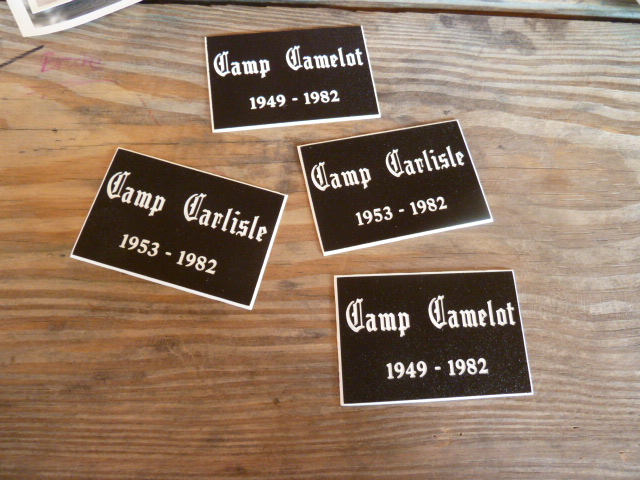 Camp Camelot
1949 - 1982
Camp Carlisle
1953 - 1982
Camp Carlisle
1953 - 1982
Camp Camelot
1949 - 1982